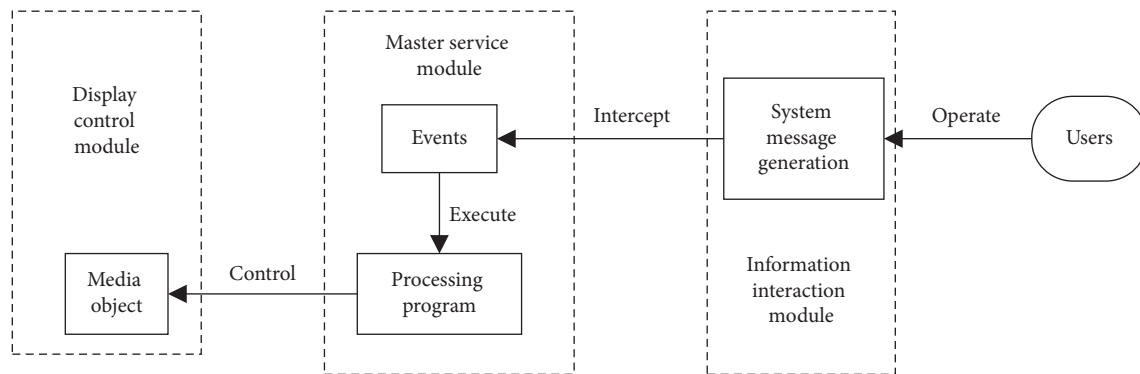 Display
control
module
Media
object
Control
Master service
module
Events
Execute
Processing
program
Intercept
System
message
generation
Information
interaction
module
Operate
Users